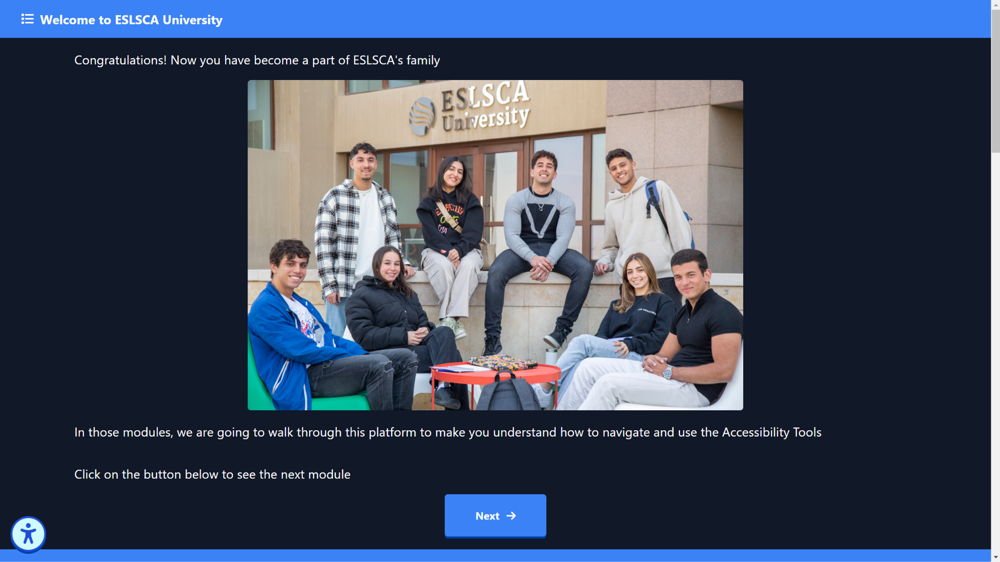 Welcome to ESLSCA University
Congratulations! Now you have become a part of ESLSCA's family
ESLSCA
University
EMPATHY
In those modules, we are going to walk through this platform to make you understand how to navigate and use the Accessibility Tools
Click on the button below to see the next module
Next